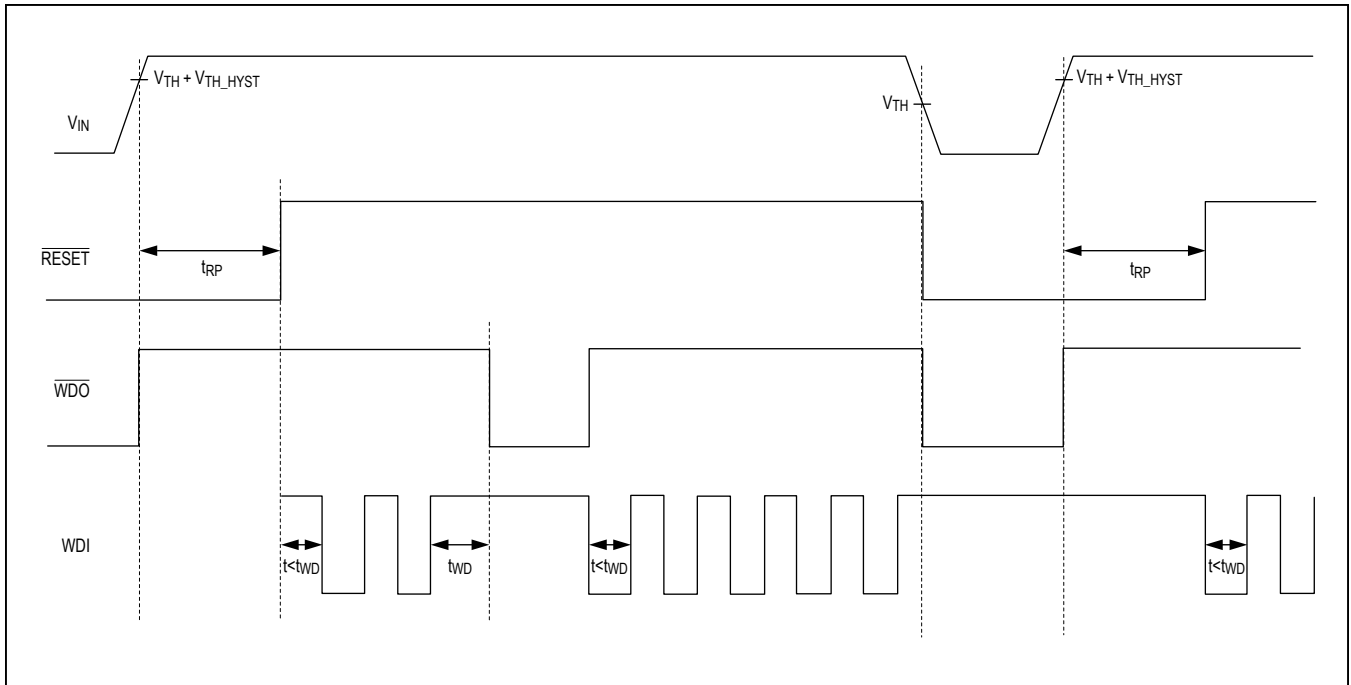 VTH + VTH_HYST
VTH + VTH_HYST
VTH
VIN
RESET
tRP
tRP
WDO
WDI
t<tWD
tWD
t<tWD
t<tWD